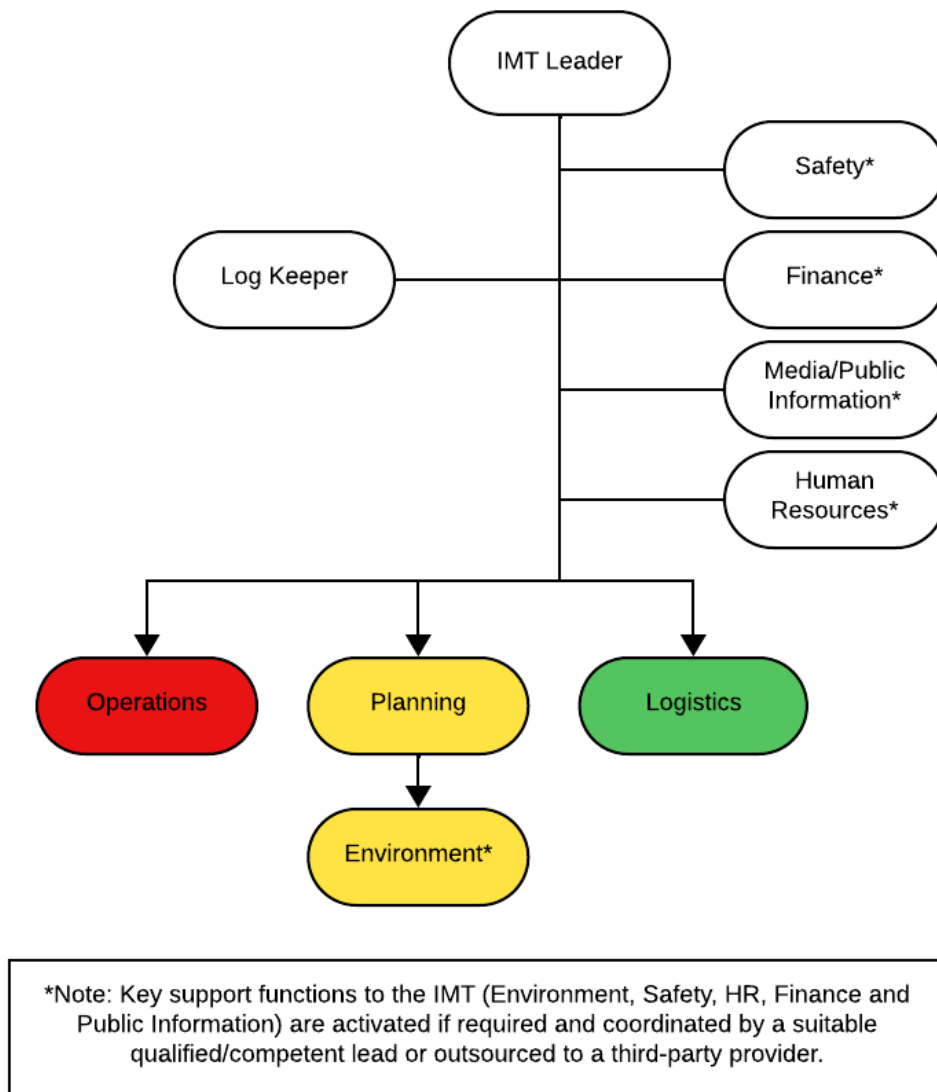 IMT Leader
Safety*
Log Keeper
Finance*
Media/Public
Information*
Human
Resources*
Operations
Planning
Logistics
Environment*
*Note: Key support functions to the IMT (Environment, Safety, HR, Finance and
Public Information) are activated if required and coordinated by a suitable
qualified/competent lead or outsourced to a third-party provider.